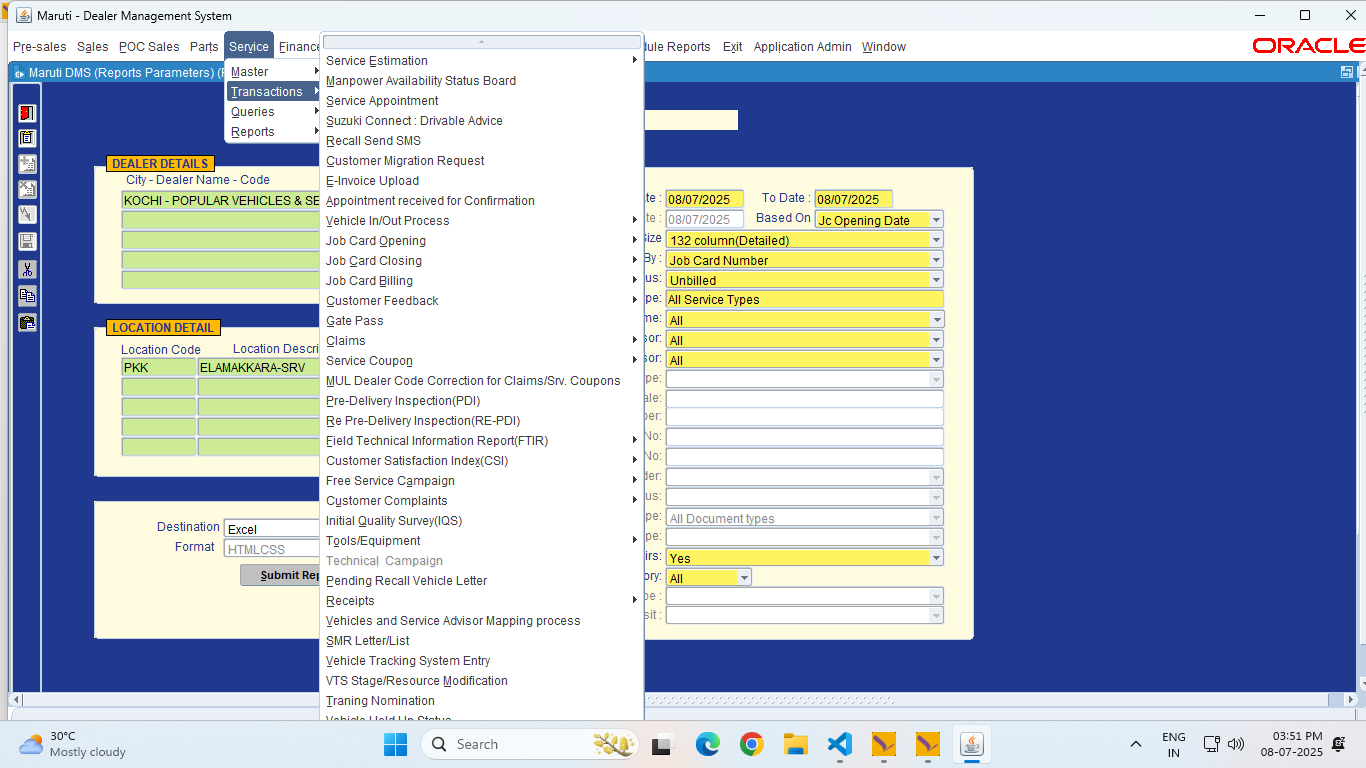 Maruti - Dealer Management System
Pre-sales Sales POC Sales Parts Service Finance ule Reports Exit Application Admin Window
ORACLE
Maruti DMS (Reports Parameters) (
Master
Transactions
Queries
Reports
Service Estimation
Manpower Availability Status Board
Service Appointment
Suzuki Connect : Drivable Advice
Recall Send SMS
Customer Migration Request
E-Invoice Upload
Appointment received for Confirmation
Vehicle In/Out Process
Job Card Opening
Job Card Closing
Job Card Billing
Customer Feedback
Gate Pass
Claims
Service Coupon
MUL Dealer Code Correction for Claims/Srv. Coupons
Pre-Delivery Inspection(PDI)
Re Pre-Delivery Inspection(RE-PDI)
Field Technical Information Report(FTIR)
Customer Satisfaction Index(CSI)
Free Service Campaign
Customer Complaints
Initial Quality Survey(IQS)
Tools/Equipment
Technical Campaign
Pending Recall Vehicle Letter
Receipts
Vehicles and Service Advisor Mapping process
SMR Letter/List
Vehicle Tracking System Entry
VTS Stage/Resource Modification
Traning Nomination
Vehicle Hold Up Status
DEALER DETAILS
City - Dealer Name - Code
KOCHI - POPULAR VEHICLES & SE
LOCATION DETAIL
Location Code Location Descri
PKK ELAMAKKARA-SRV
Destination Excel
Format HTMLCSS
Submit Rep
te : 08/07/2025 To Date : 08/07/2025
te : 08/07/2025 Based On Jc Opening Date
Size 132 column(Detailed)
By : Job Card Number
us: Unbilled
pe: All Service Types
me: All
sor: All
sor: All
pe:
ale:
ber:
No:
No:
der:
us:
pe: All Document types
pe:
irs: Yes
ory: All
pe :
sit :
30°C
Mostly cloudy
Search
ENG
IN
03:51 PM
08-07-2025